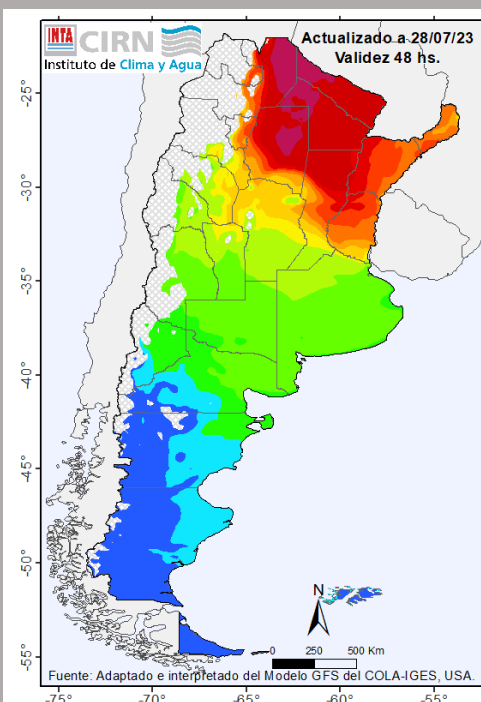 INTA CIRN
Instituto de Clima y Agua
Actualizado a 28/07/23
Validez 48 hs.
-25°
-30°
-35°
-40°
-45°
-50°
-55°
N
0 250 500 Km
Fuente: Adaptado e interpretado del Modelo GFS del COLA-IGES, USA.
-75° -70° -65° -60° -55°